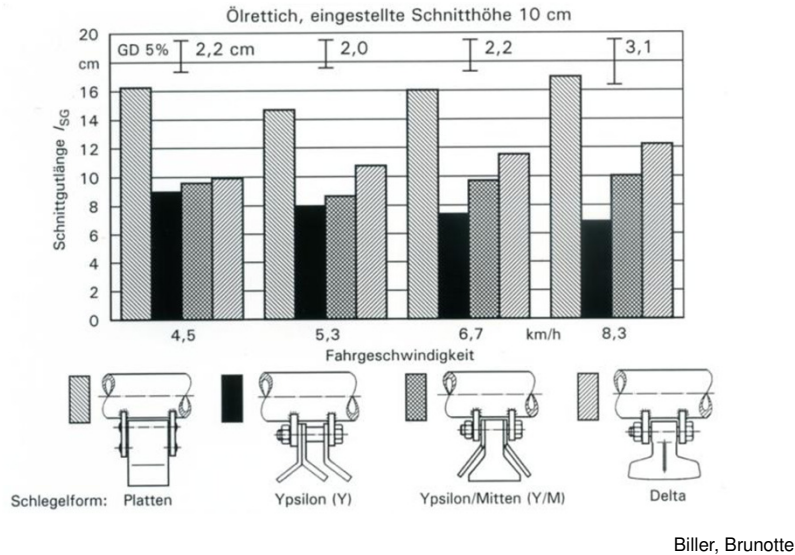 Ölrettich, eingestellte Schnitthöhe 10 cm
20
cm
16
14
12
10
8
6
4
2
0
Schnittgutlänge lSG
GD 5% 2,2 cm 2,0 2,2 3,1
4,5 5,3 6,7 km/h 8,3
Fahrgeschwindigkeit
Schlegelform: Platten Ypsilon (Y) Ypsilon/Mitten (Y/M) Delta
Biller, Brunotte